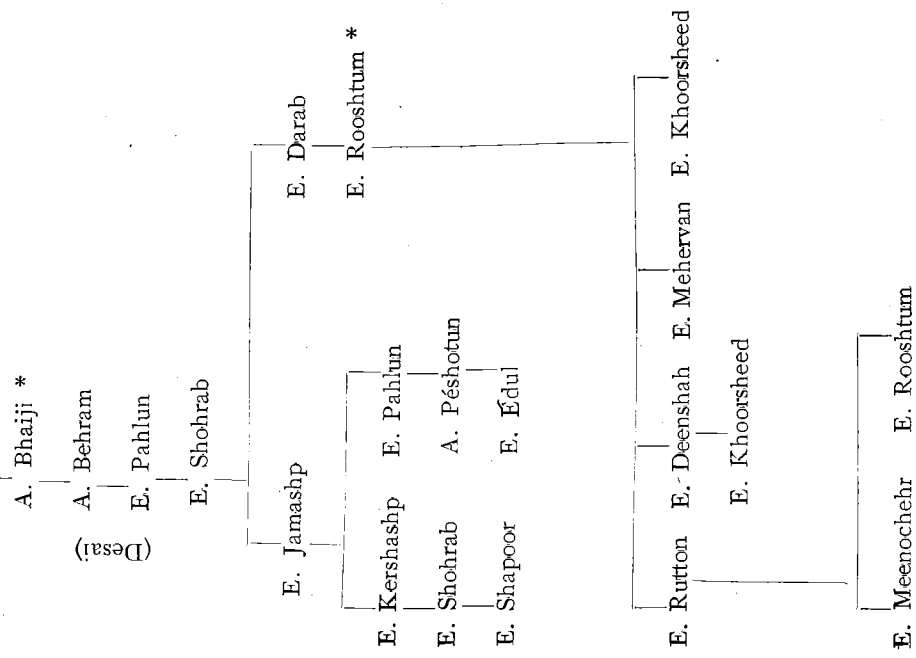 A. Bhaiji *
A. Behram
(Desai)
E. Pahlun
E. Shohrab
E. Jamashp E. Darab
E. Rooshtum *
E. Kershashp E. Pahlun
E. Shohrab A. Péshotun
E. Shapoor E. Édul
E. Rutton E. Deenshah E. Mehervan E. Khoorsheed
E. Khoorsheed
E. Meenochehr E. Rooshtum